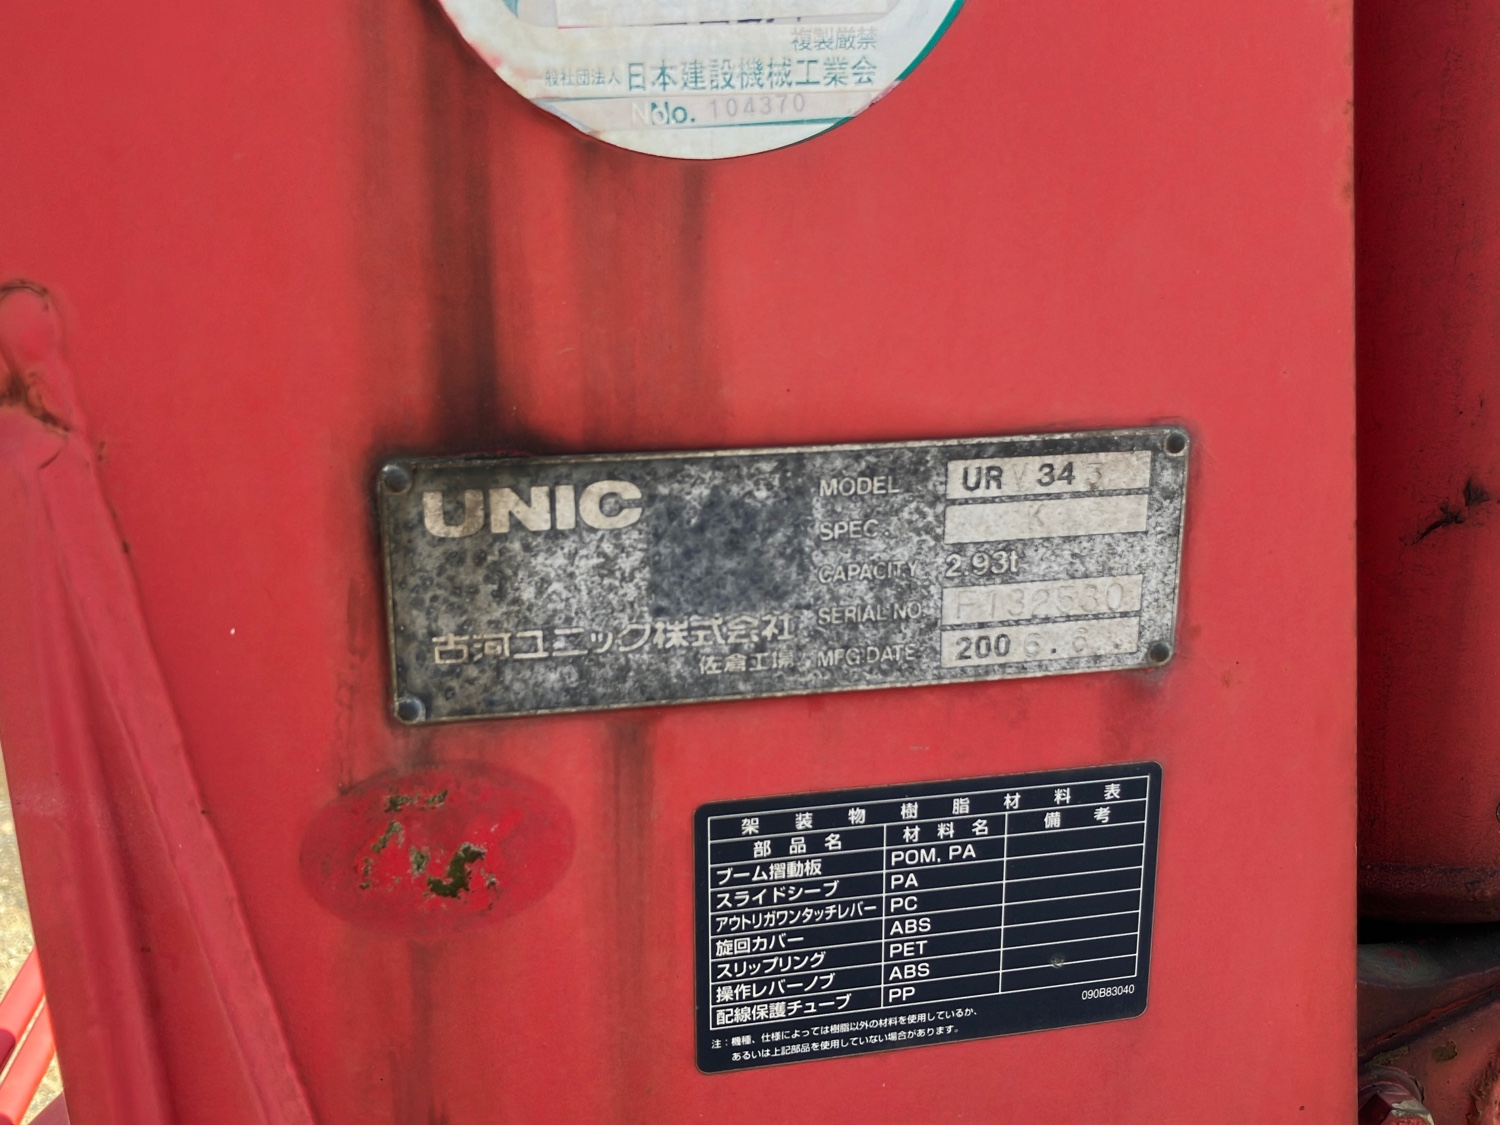 複製厳禁
一般社団法人 日本建設機械工業会
No. 104370
UNIC
古河ユニック株式会社
佐倉工場
MODEL URV343
SPEC. K
CAPACITY 2.93t
SERIAL NO
MFG.DATE 2006.6
架装物樹脂材料表
部品名 材料名 備考
ブーム摺動板 POM, PA
スライドシーブ PA
アウトリガワンタッチレバー PC
旋回カバー ABS
スリップリング PET
操作レバーノブ ABS
配線保護チューブ PP
注:機種、仕様によっては樹脂以外の材料を使用しているか、
あるいは上記部品を使用していない場合があります。
090B83040